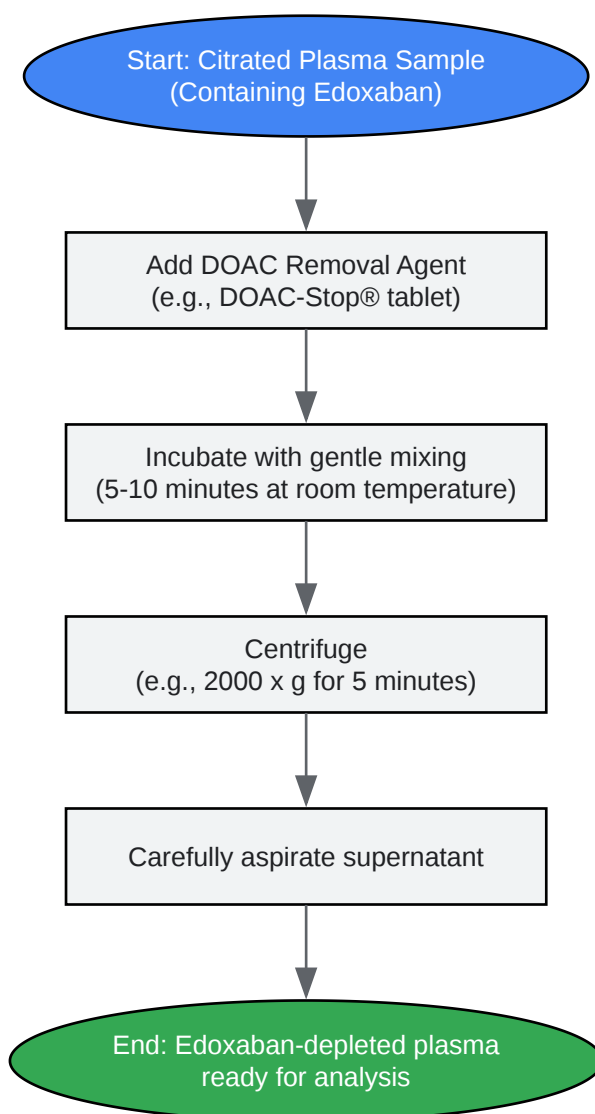 Start: Citrated Plasma Sample
(Containing Edoxaban)
Add DOAC Removal Agent
(e.g., DOAC-Stop® tablet)
Incubate with gentle mixing
(5-10 minutes at room temperature)
Centrifuge
(e.g., 2000 x g for 5 minutes)
Carefully aspirate supernatant
End: Edoxaban-depleted plasma
ready for analysis